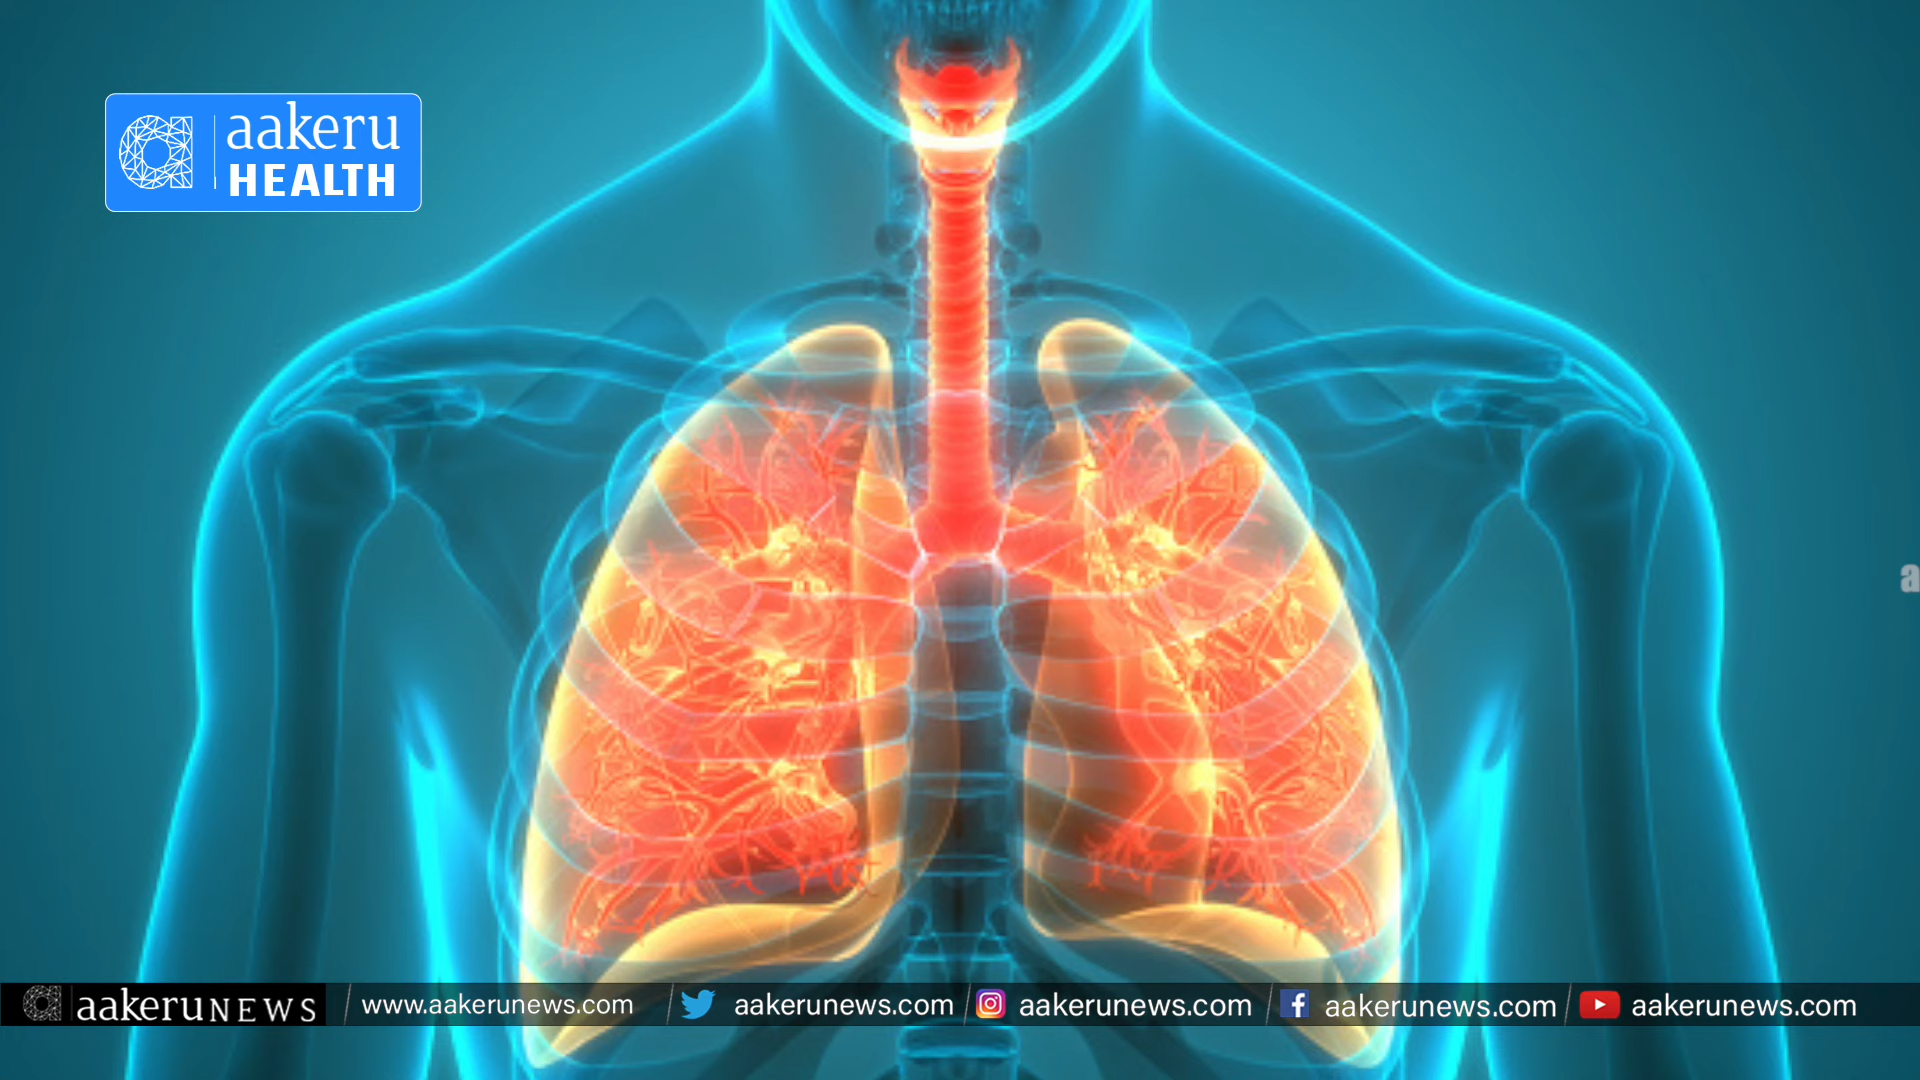 aakeru
HEALTH
a
aakeruNEWS
www.aakerunews.com
aakerunews.com
aakerunews.com
aakerunews.com
aakerunews.com